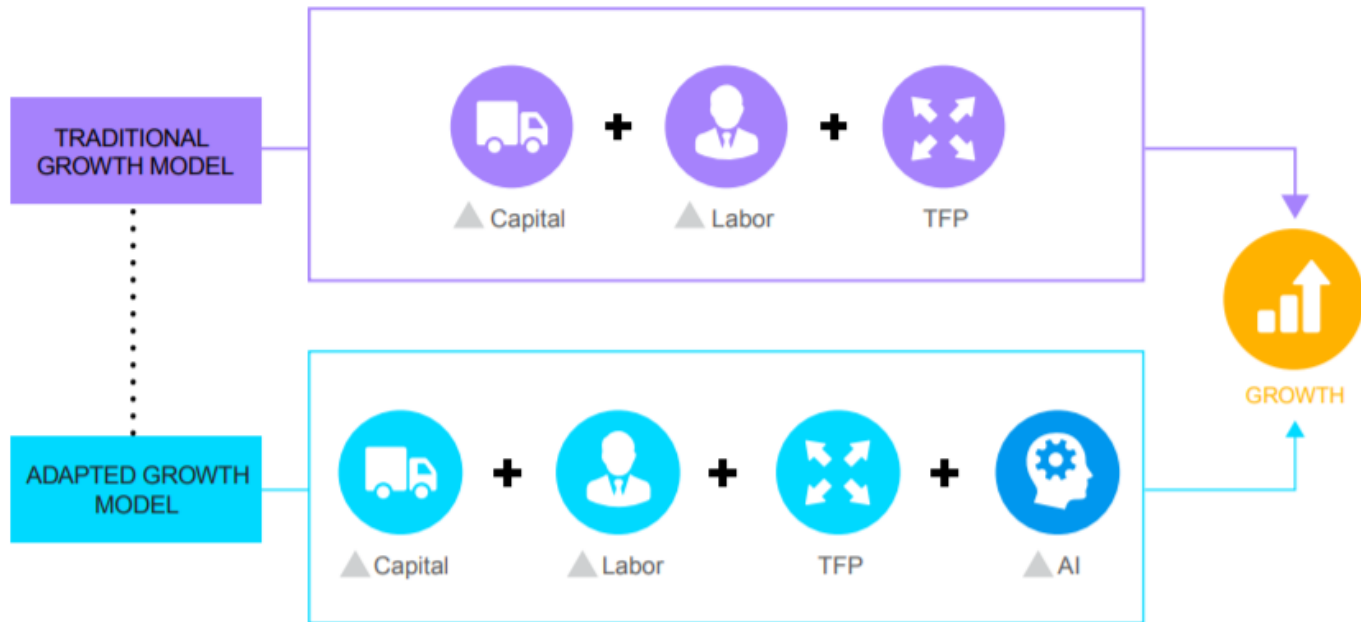 TRADITIONAL
GROWTH MODEL
Capital
Labor
TFP
GROWTH
ADAPTED GROWTH
MODEL
Capital
Labor
TFP
AI